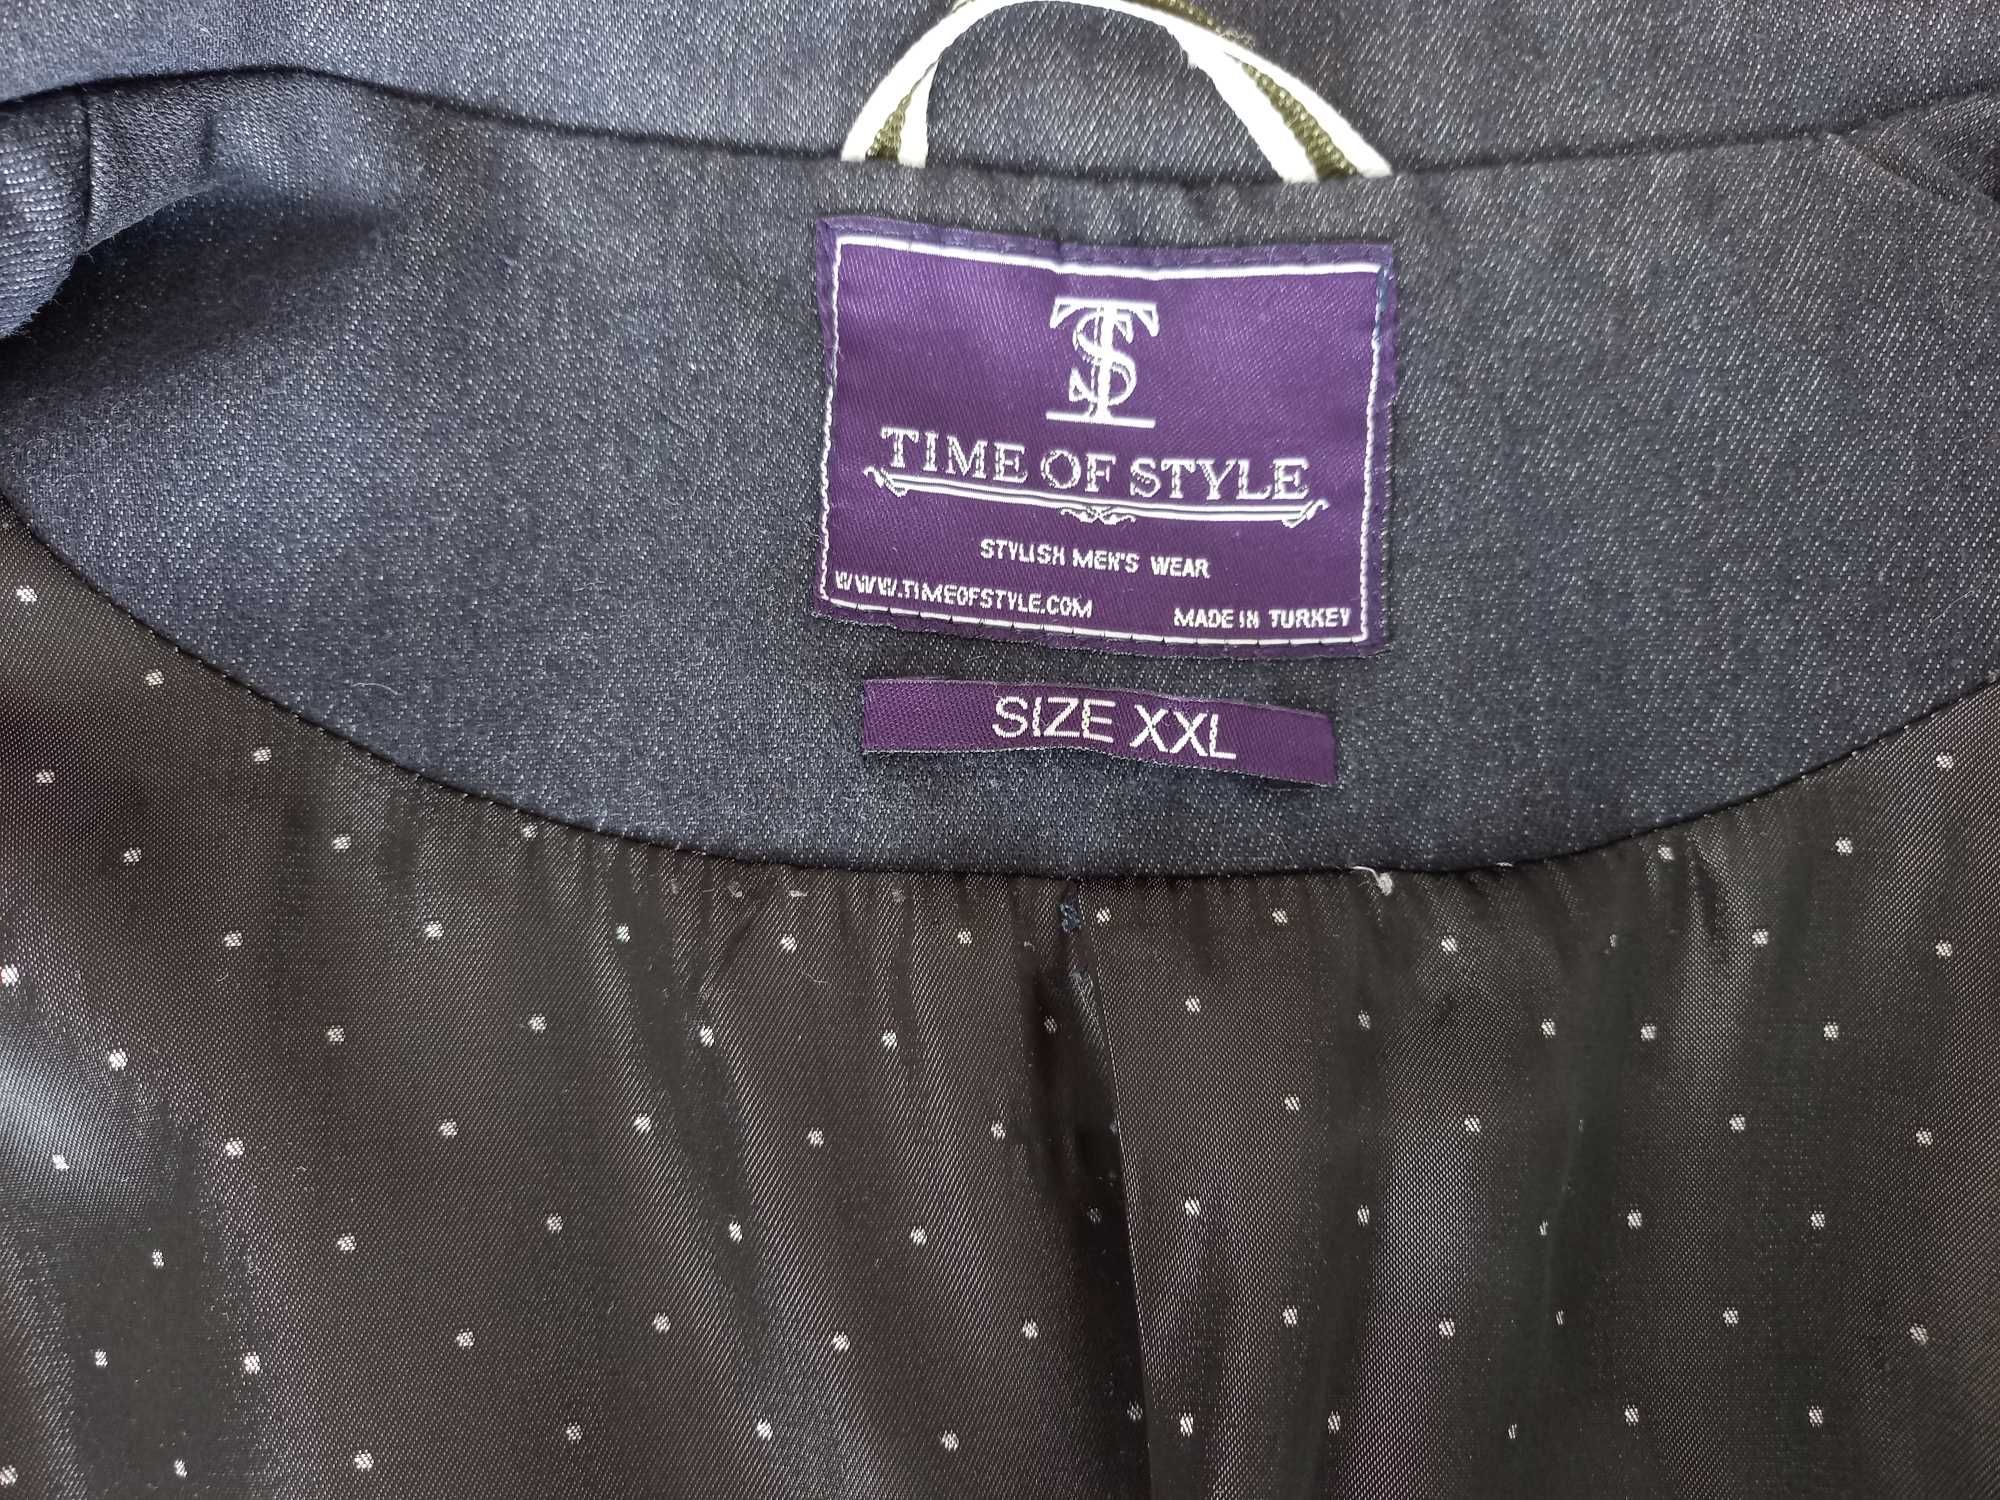 TS
TIME OF STYLE
STYLISH MEN'S WEAR
WWW.TIMEOFSTYLE.COM MADE IN TURKEY
SIZE XXL